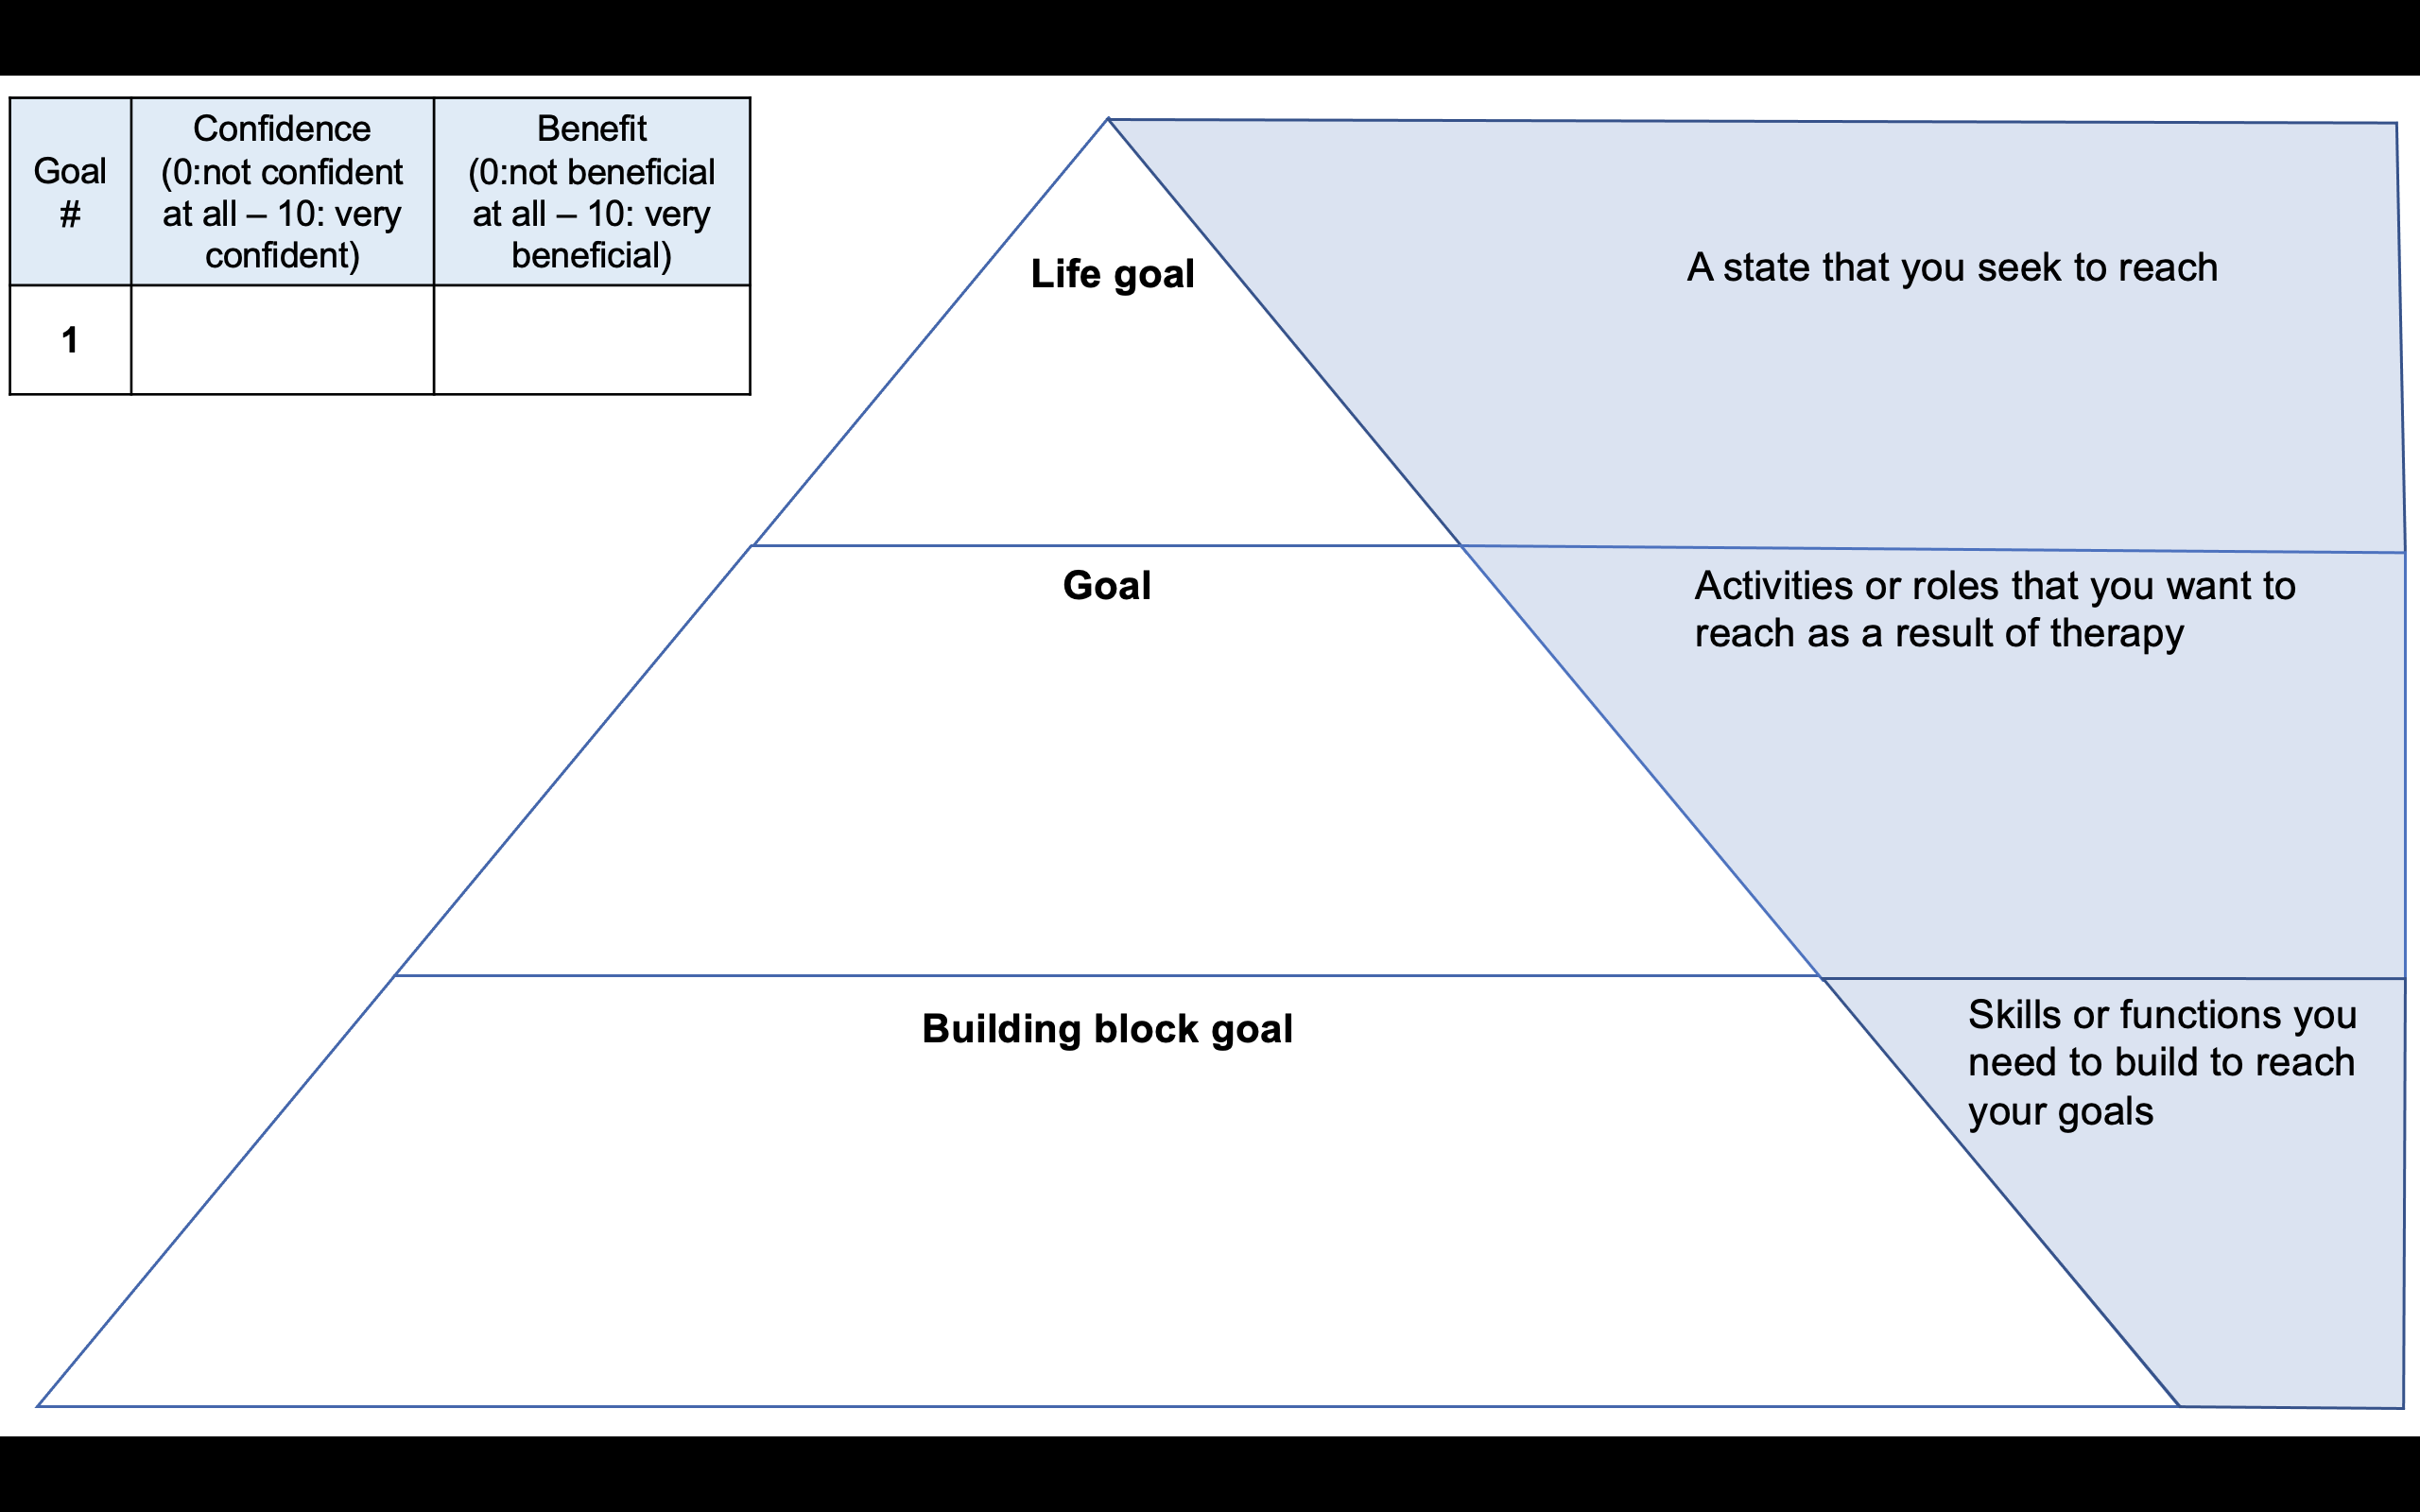 Goal
#
Confidence
(0:not confident
at all – 10: very
confident)
Benefit
(0:not beneficial
at all – 10: very
beneficial)
1
Life goal
A state that you seek to reach
Goal
Activities or roles that you want to
reach as a result of therapy
Building block goal
Skills or functions you
need to build to reach
your goals